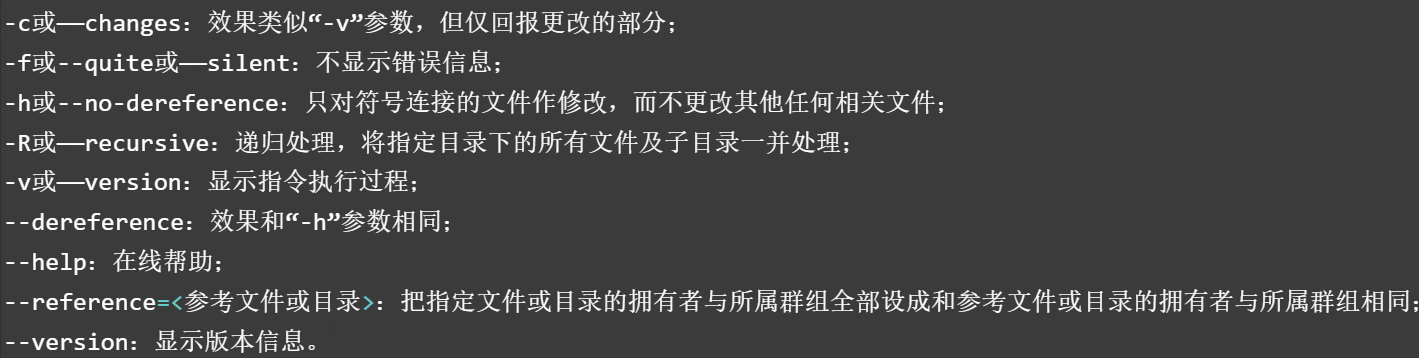 -c或——changes：效果类似“-v”参数，但仅回报更改的部分；
-f或--quite或——silent：不显示错误信息；
-h或--no-dereference：只对符号连接的文件作修改，而不更改其他任何相关文件；
-R或——recursive：递归处理，将指定目录下的所有文件及子目录一并处理；
-v或——version：显示指令执行过程；
--dereference：效果和“-h”参数相同；
--help：在线帮助；
--reference=<参考文件或目录>：把指定文件或目录的拥有者与所属群组全部设成和参考文件或目录的拥有者与所属群组相同；
--version：显示版本信息。